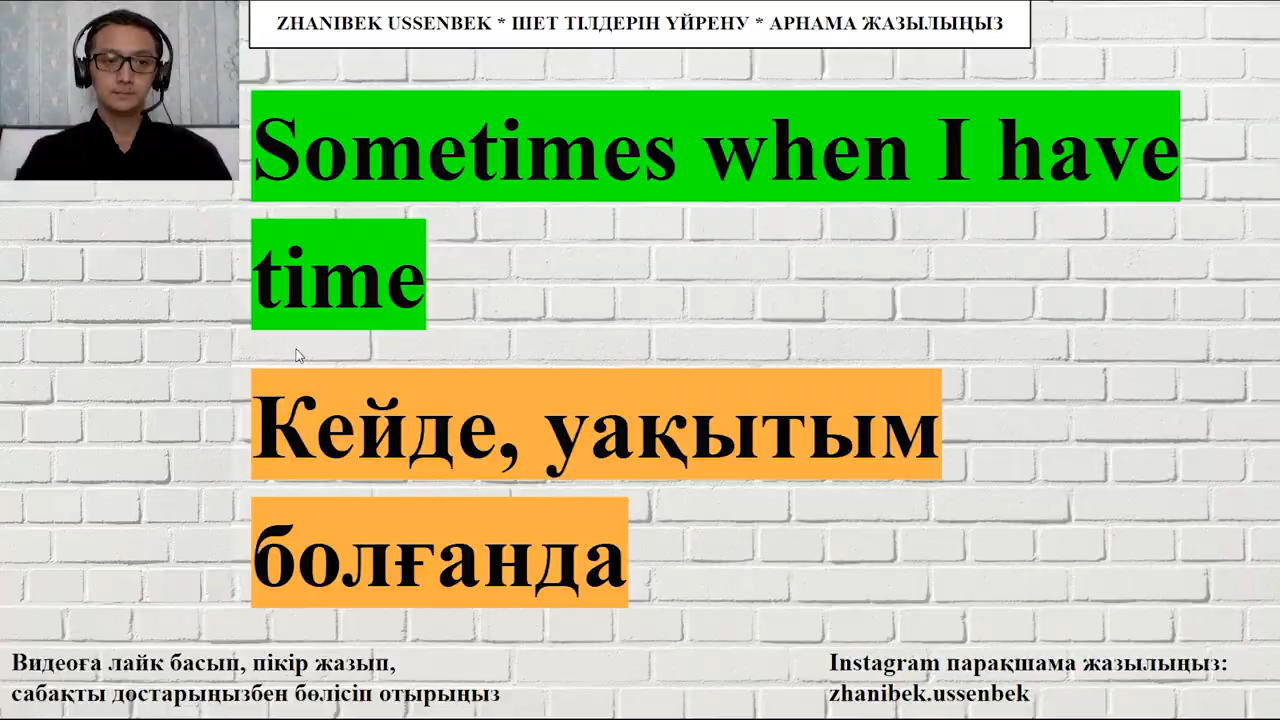 ZHANIBEK USSENBEK * ШЕТ ТІЛДЕРІН ҮЙРЕНУ * АРНАМА ЖАЗЫЛЫҢЫЗ
Sometimes when I have
time
Кейде, уақытым
болғанда
Видеоға лайк басып, пікір жазып,
сабақты достарыңызбен бөлісіп отырыңыз
Instagram парақшама жазылыңыз:
zhanibek.ussenbek